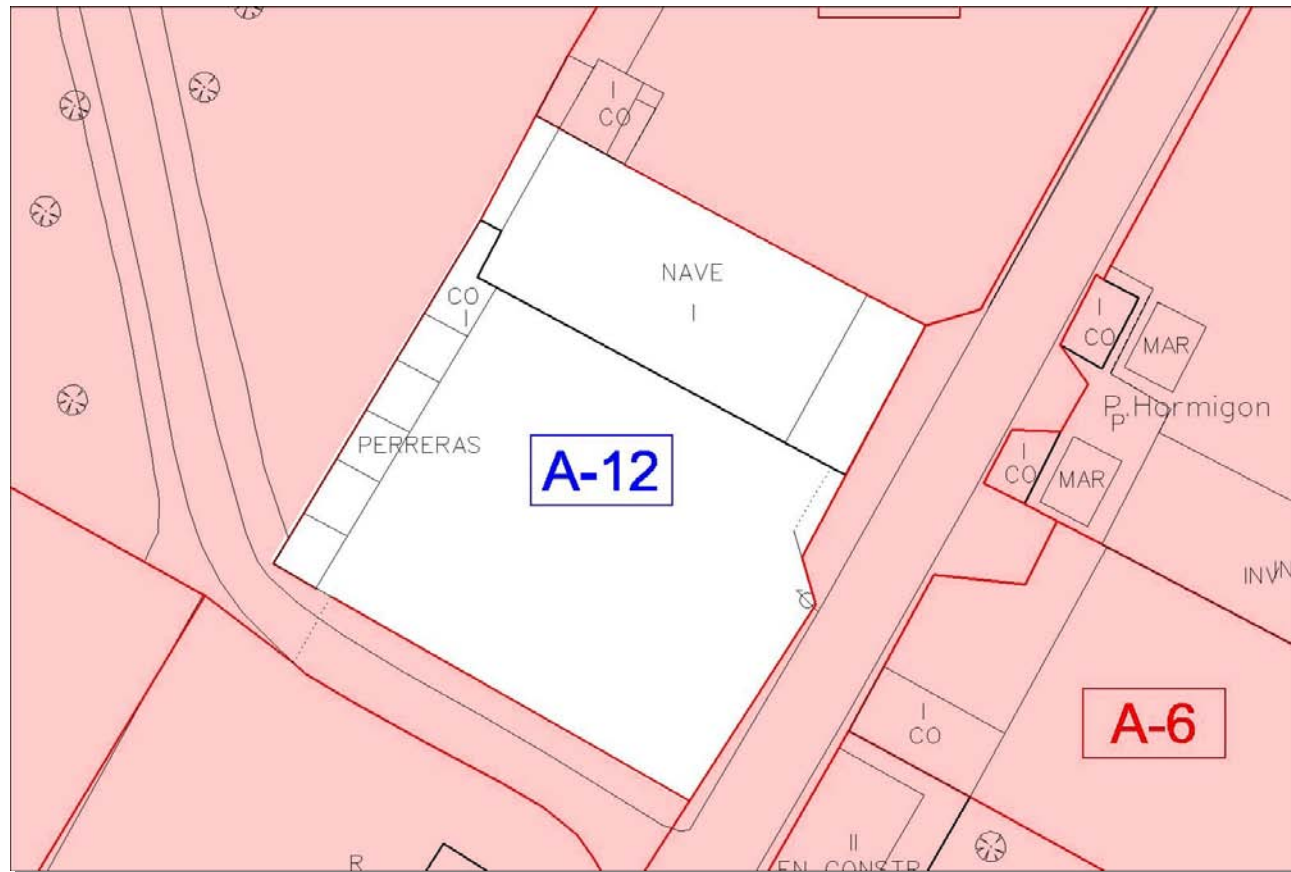 I
CO
NAVE
I
CO
I
PERRERAS
A-12
I
CO
MAR
P.Hormigon
P
I
CO
MAR
INV
A-6
I
CO
II
EN CONSTR
R